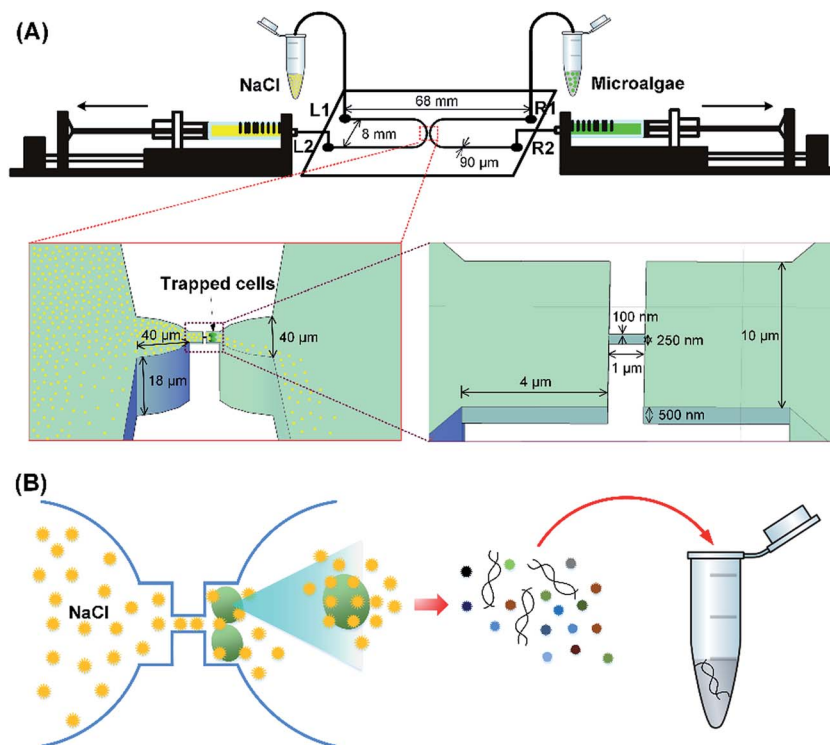 (A)
NaCl
Microalgae
L1
68 mm
R1
8 mm
L2
R2
90 µm
Trapped cells
40 µm
40 µm
18 µm
100 nm
250 nm
10 µm
1 µm
4 µm
500 nm
(B)
NaCl